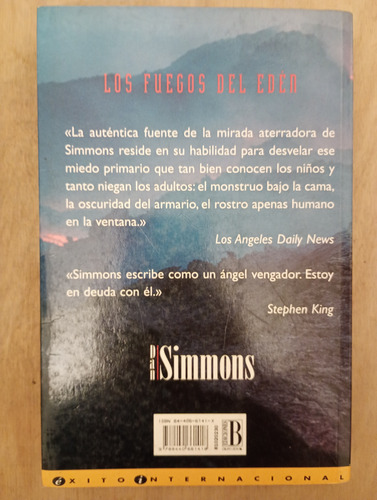 LOS FUEGOS DEL EDEN
«La auténtica fuente de la mirada aterradora de
Simmons reside en su habilidad para desvelar ese
miedo primario que tan bien conocen los niños y
tanto niegan los adultos: el monstruo bajo la cama,
la oscuridad del armario, el rostro apenas humano
en la ventana.»
Los Angeles Daily News
«Simmons escribe como un ángel vengador. Estoy
en deuda con él.»
Stephen King
DAN
Simmons
B
éXITO iNTERNACIONAL